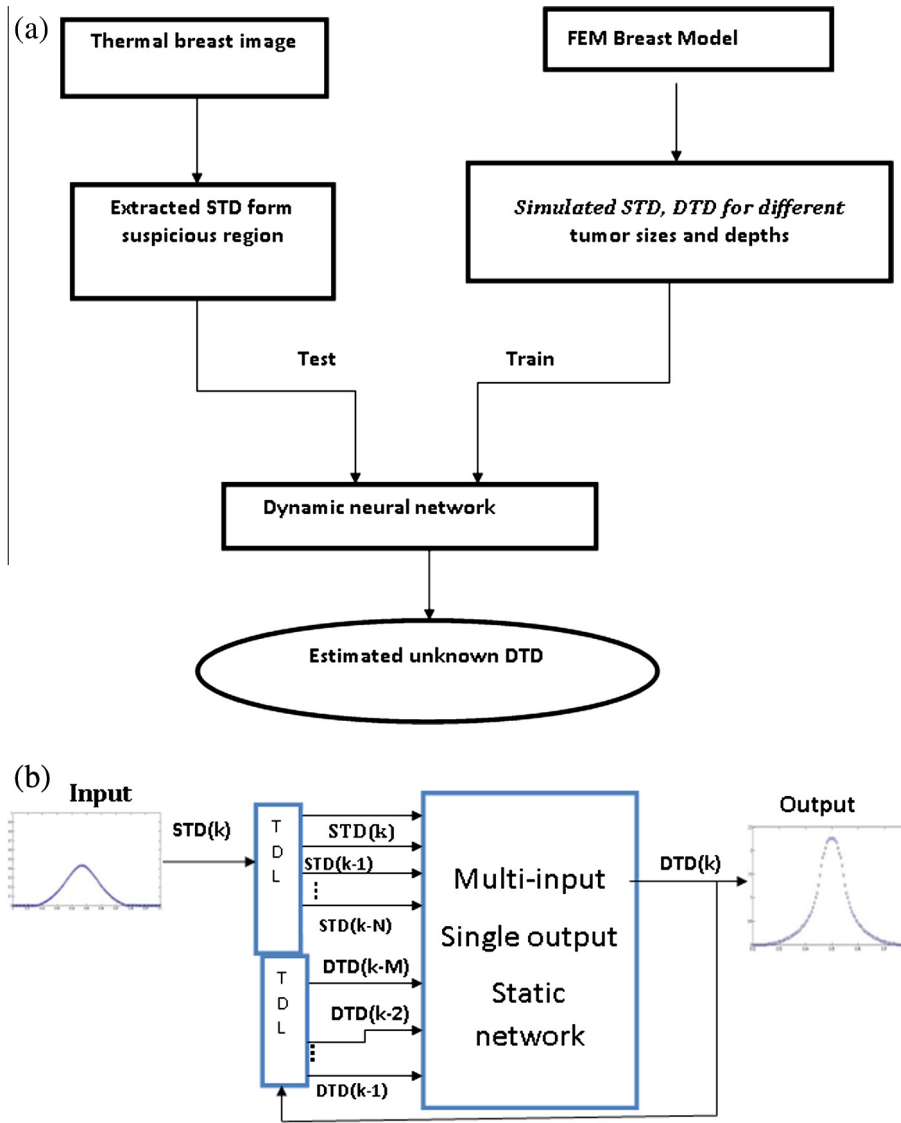 (a)
Thermal breast image
FEM Breast Model
Extracted STD form
suspicious region
Simulated STD, DTD for different
tumor sizes and depths
Test
Train
Dynamic neural network
Estimated unknown DTD
(b)
Input
STD(k)
T
D
L
STD(k)
STD(k-1)
STD(k-N)
T
D
L
DTD(k-M)
DTD(k-2)
DTD(k-1)
Multi-input
Single output
Static
network
DTD(k)
Output